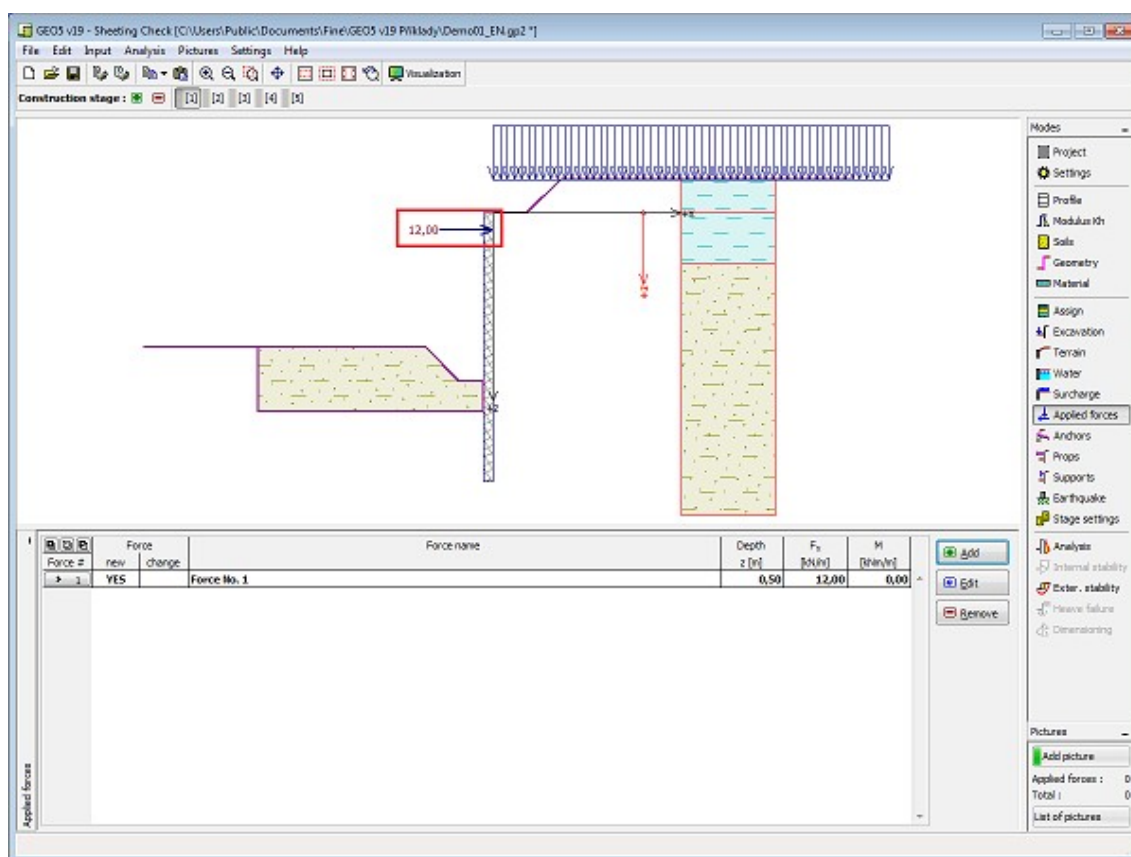 GEO5 v19 - Sheeting Check [C:\Users\Public\Documents\Fine\GEO5 v19 Příklady\Demo01_EN.gp2 *]
File Edit Input Analysis Pictures Settings Help
Visualization
Construction stage : [1] [2] [3] [4] [5]
12,00
+x
+z
+z
Modes
Project
Settings
Profile
Modulus Kh
Soils
Geometry
Material
Assign
Excavation
Terrain
Water
Surcharge
Applied forces
Anchors
Props
Supports
Earthquake
Stage settings
Analysis
Internal stability
Exter. stability
Heave failure
Dimensioning
Force Force name Depth Fx M
Force # new change z [m] [kN/m] [kNm/m]
1 YES Force No. 1 0,50 12,00 0,00
Add
Edit
Remove
Applied forces
Pictures
Add picture
Applied forces : 0
Total : 0
List of pictures